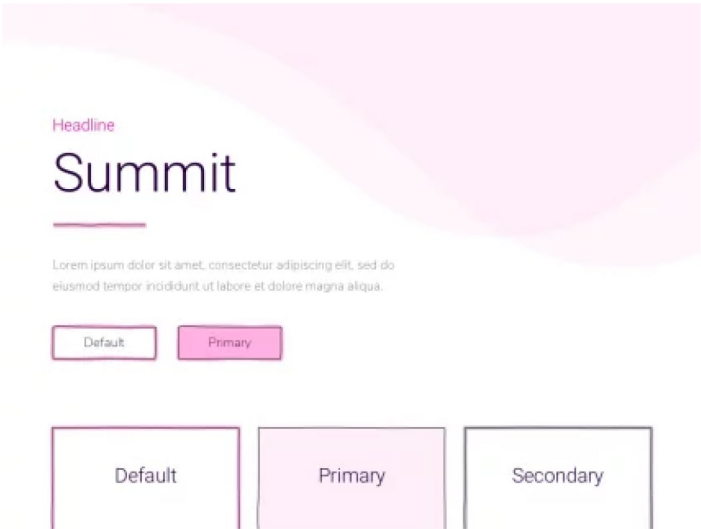 Headline
Summit
Lorem ipsum dolor sit amet, consectetur adipiscing elit, sed do
eiusmod tempor incididunt ut labore et dolore magna aliqua.
Default Primary
Default Primary Secondary